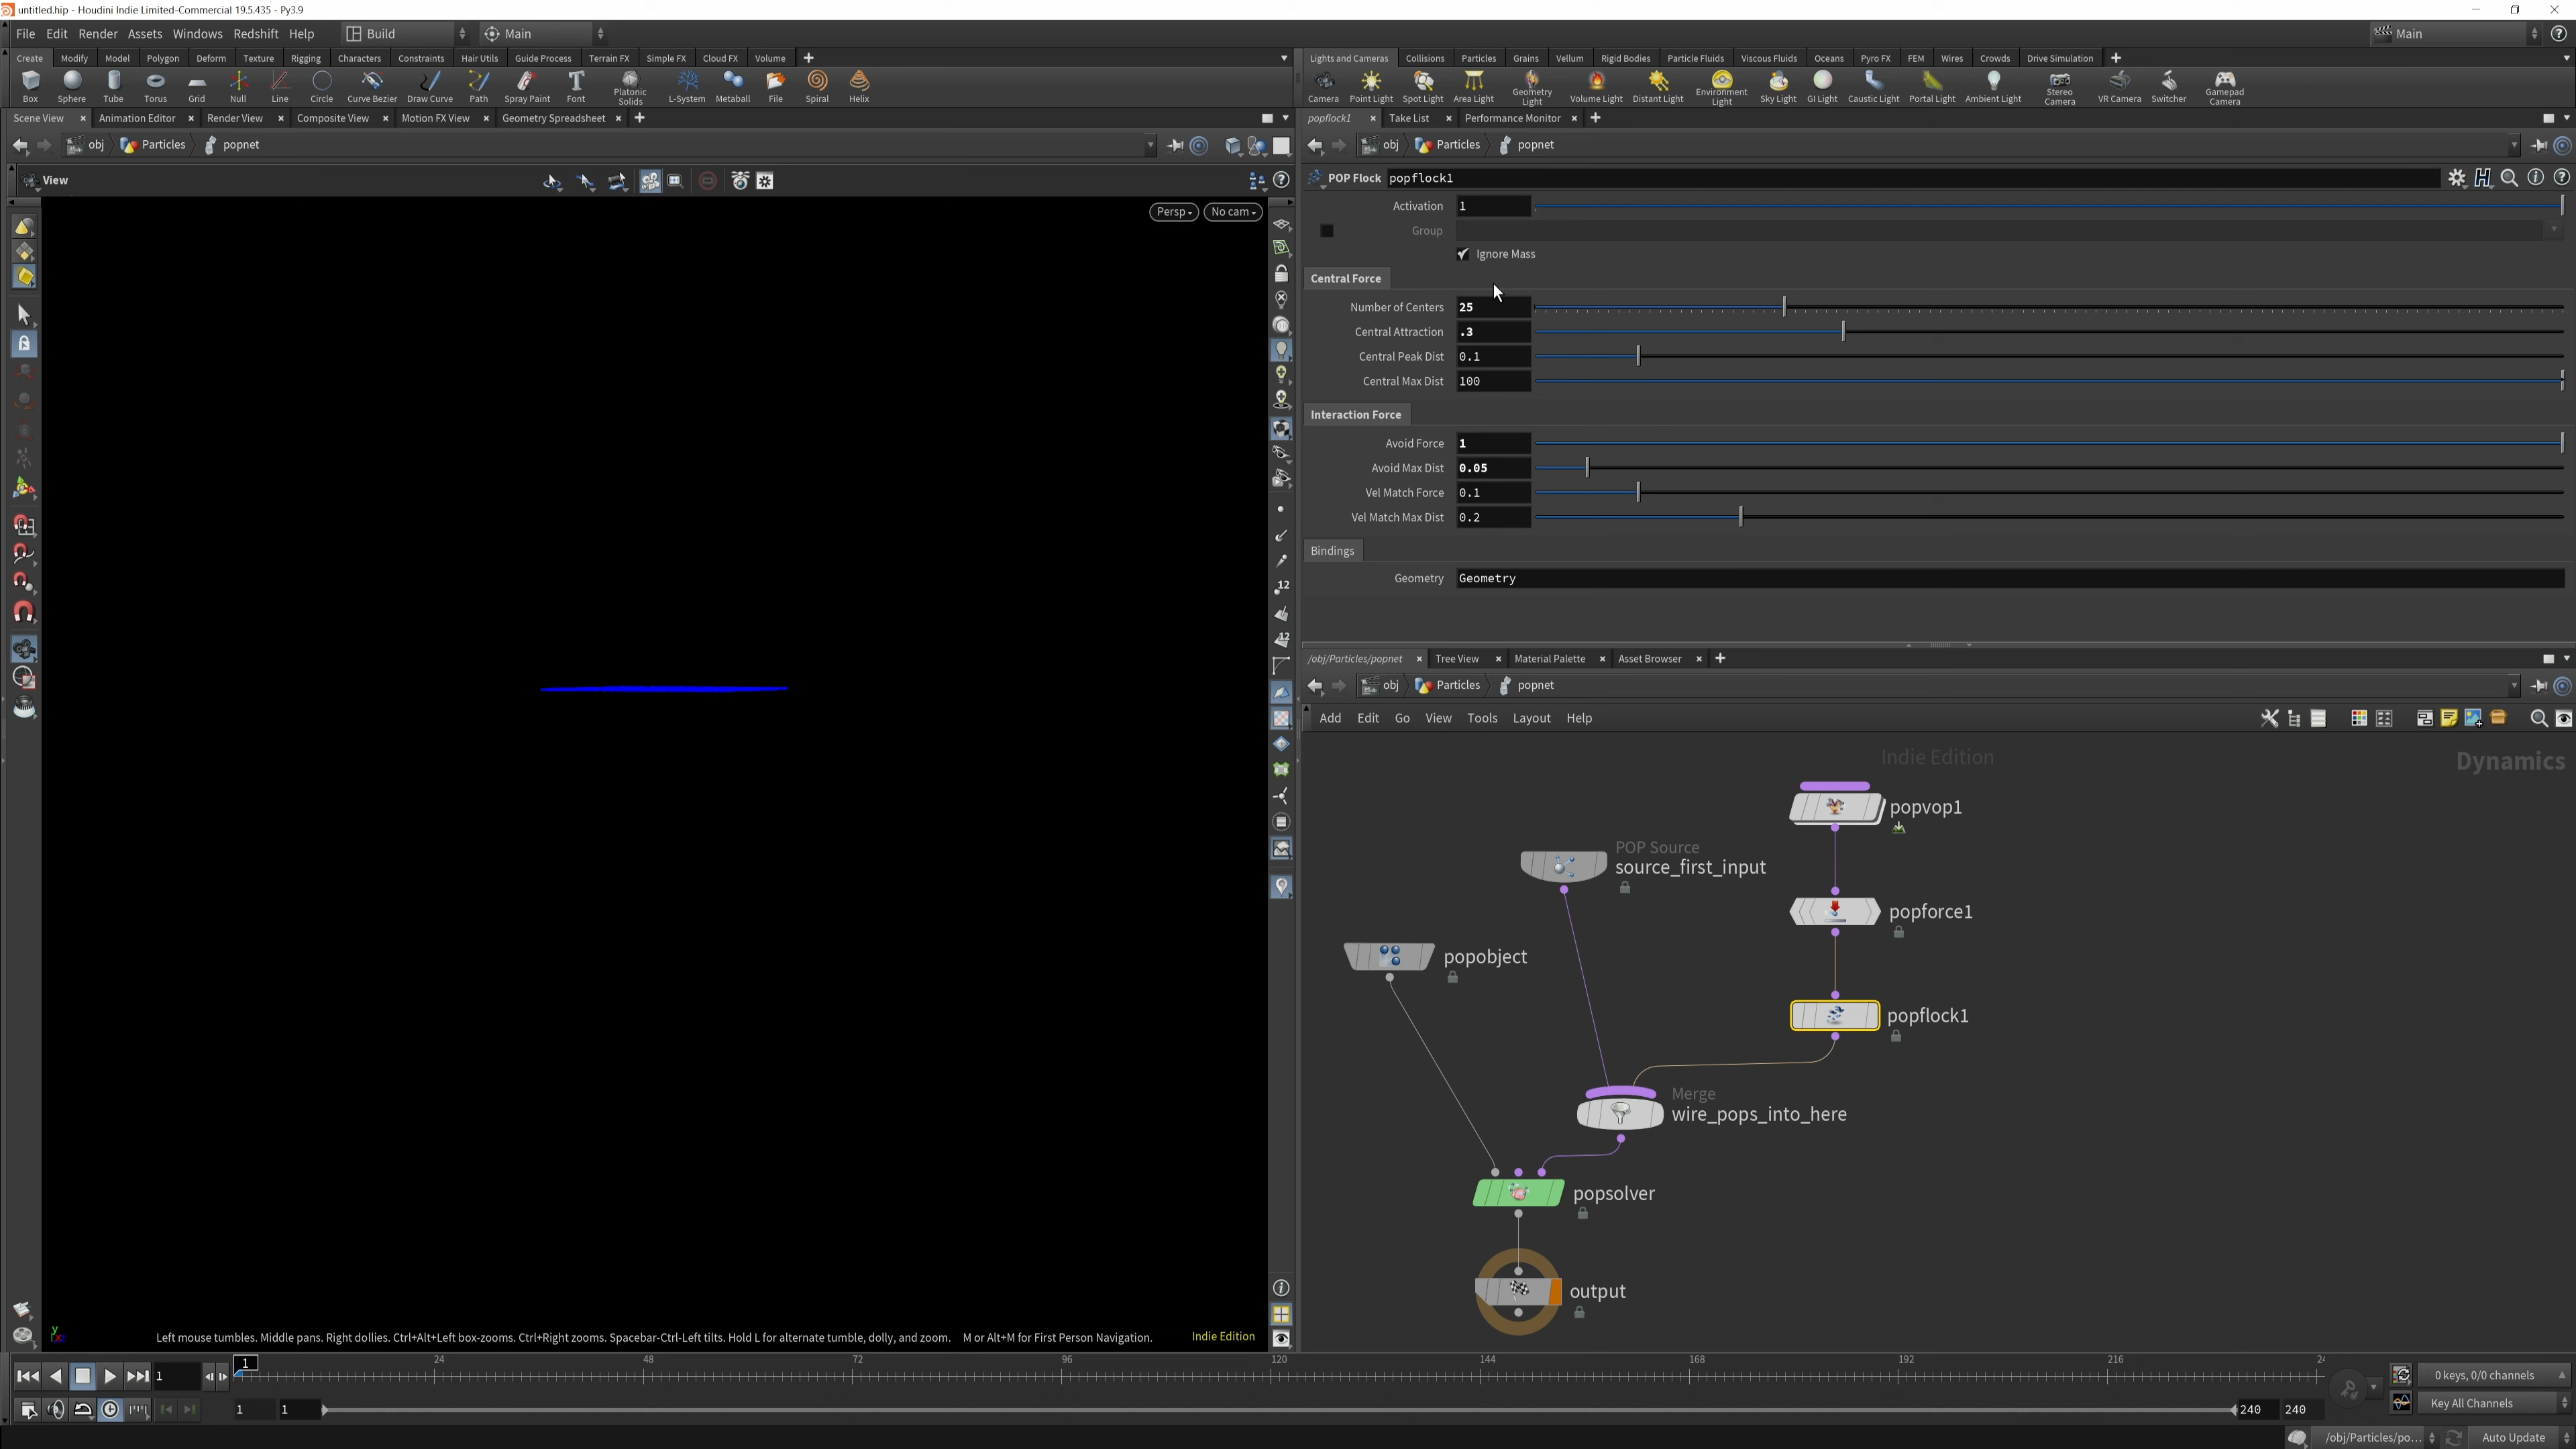 untitled.hip - Houdini Indie Limited-Commercial 19.5.435 - Py3.9
File Edit Render Assets Windows Redshift Help Build Main Main
Create Modify Model Polygon Deform Texture Rigging Characters Constraints Hair Utils Guide Process Terrain FX Simple FX Cloud FX Volume
Lights and Cameras Collisions Particles Grains Vellum Rigid Bodies Particle Fluids Viscous Fluids Oceans Pyro FX FEM Wires Crowds Drive Simulation
Box Sphere Tube Torus Grid Null Line Circle Curve Bezier Draw Curve Path Spray Paint Font Platonic Solids L-System Metaball File Spiral Helix
Camera Point Light Spot Light Area Light Geometry Light Volume Light Distant Light Environment Light Sky Light GI Light Caustic Light Portal Light Ambient Light Stereo Camera VR Camera Switcher Gamepad Camera
Scene View Animation Editor Render View Composite View Motion FX View Geometry Spreadsheet
popflock1 Take List Performance Monitor
obj Particles popnet
obj Particles popnet
View
Persp No cam
POP Flock popflock1
Activation 1
Group
Ignore Mass
Central Force
Number of Centers 25
Central Attraction .3
Central Peak Dist 0.1
Central Max Dist 100
Interaction Force
Avoid Force 1
Avoid Max Dist 0.05
Vel Match Force 0.1
Vel Match Max Dist 0.2
Bindings
Geometry Geometry
12
12
/obj/Particles/popnet Tree View Material Palette Asset Browser
obj Particles popnet
Add Edit Go View Tools Layout Help
Indie Edition
Dynamics
popvop1
POP Source
source_first_input
popforce1
popobject
popflock1
Merge
wire_pops_into_here
popsolver
output
y
Left mouse tumbles. Middle pans. Right dollies. Ctrl+Alt+Left box-zooms. Ctrl+Right zooms. Spacebar-Ctrl-Left tilts. Hold L for alternate tumble, dolly, and zoom. M or Alt+M for First Person Navigation.
Indie Edition
1 1 24 48 72 96 120 144 168 192 216 24
0 keys, 0/0 channels
1 1 240 240
Key All Channels
/obj/Particles/po... Auto Update